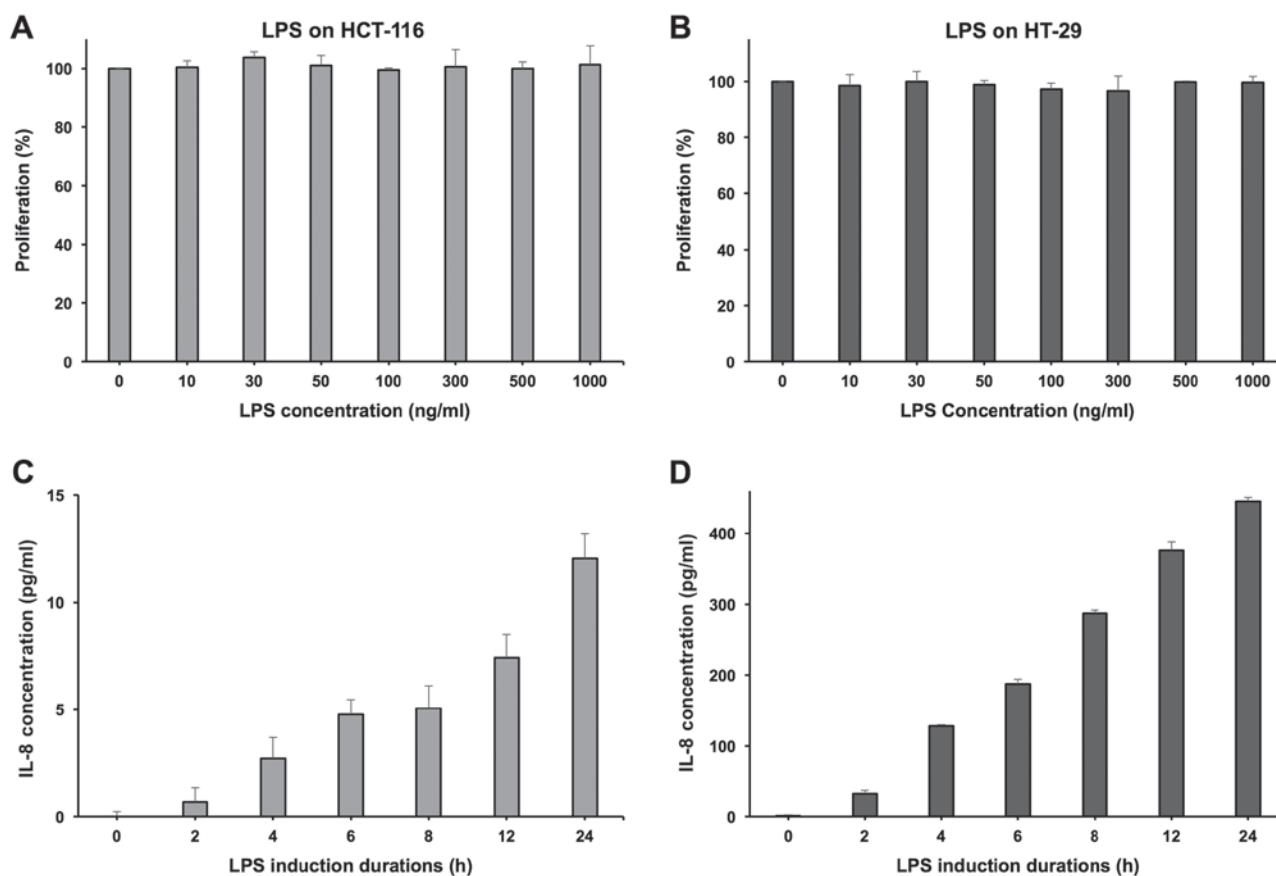 A
LPS on HCT-116
Proliferation (%)
100
80
60
40
20
0
0 10 30 50 100 300 500 1000
LPS concentration (ng/ml)
B
LPS on HT-29
Proliferation (%)
100
80
60
40
20
0
0 10 30 50 100 300 500 1000
LPS Concentration (ng/ml)
C
IL-8 concentration (pg/ml)
15
10
5
0
0 2 4 6 8 12 24
LPS induction durations (h)
D
IL-8 concentration (pg/ml)
400
300
200
100
0
0 2 4 6 8 12 24
LPS induction durations (h)